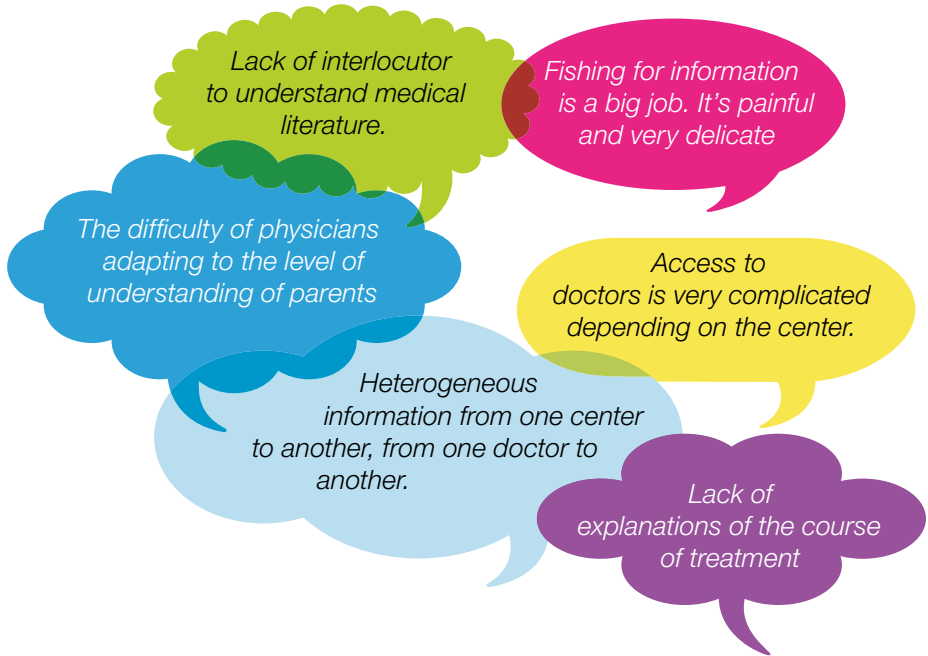 Lack of interlocutor
to understand medical
literature.
Fishing for information
is a big job. It's painful
and very delicate
The difficulty of physicians
adapting to the level of
understanding of parents
Access to
doctors is very complicated
depending on the center.
Heterogeneous
information from one center
to another, from one doctor to
another.
Lack of
explanations of the course
of treatment